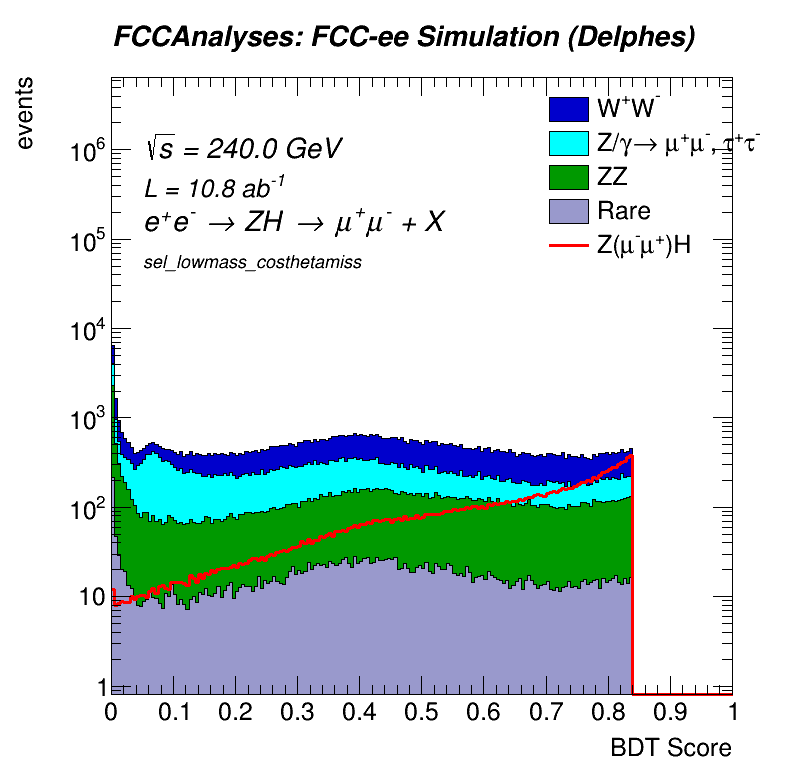 FCCAnalyses: FCC-ee Simulation (Delphes)
events
√s = 240.0 GeV
L = 10.8 ab⁻¹
e⁺e⁻ → ZH → μ⁺μ⁻ + X
sel_lowmass_costhetamiss
W⁺W⁻
Z/γ→ μ⁺μ⁻, τ⁺τ⁻
ZZ
Rare
Z(μ⁻μ⁺)H
10⁶
10⁵
10⁴
10³
10²
10
1
0 0.1 0.2 0.3 0.4 0.5 0.6 0.7 0.8 0.9 1
BDT Score